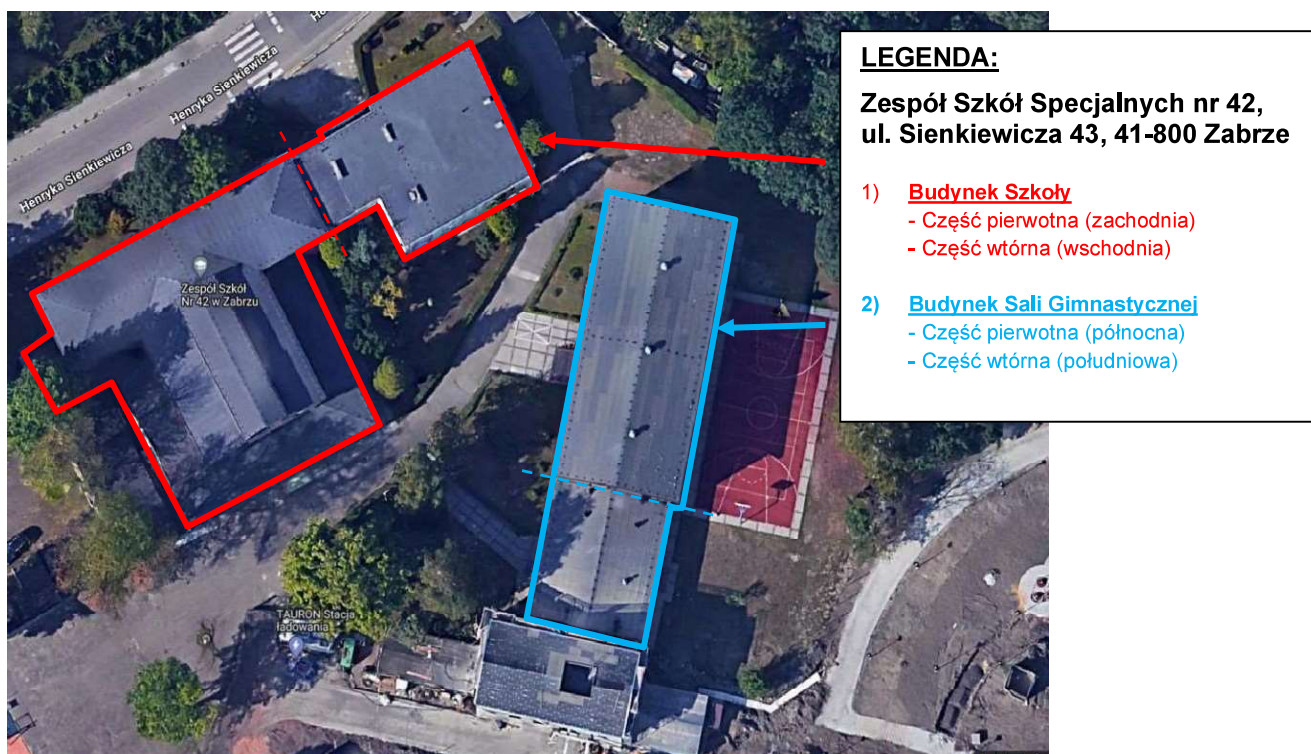 Ho
Henryka Sienkiewicza
Henryka Sienkiewicza
Zespół Szkół
Nr 42 w Zabrzu
TAURON Stacja
ładowania
LEGENDA:
Zespół Szkół Specjalnych nr 42,
ul. Sienkiewicza 43, 41-800 Zabrze
1) Budynek Szkoły
- Część pierwotna (zachodnia)
- Część wtórna (wschodnia)
2) Budynek Sali Gimnastycznej
- Część pierwotna (północna)
- Część wtórna (południowa)